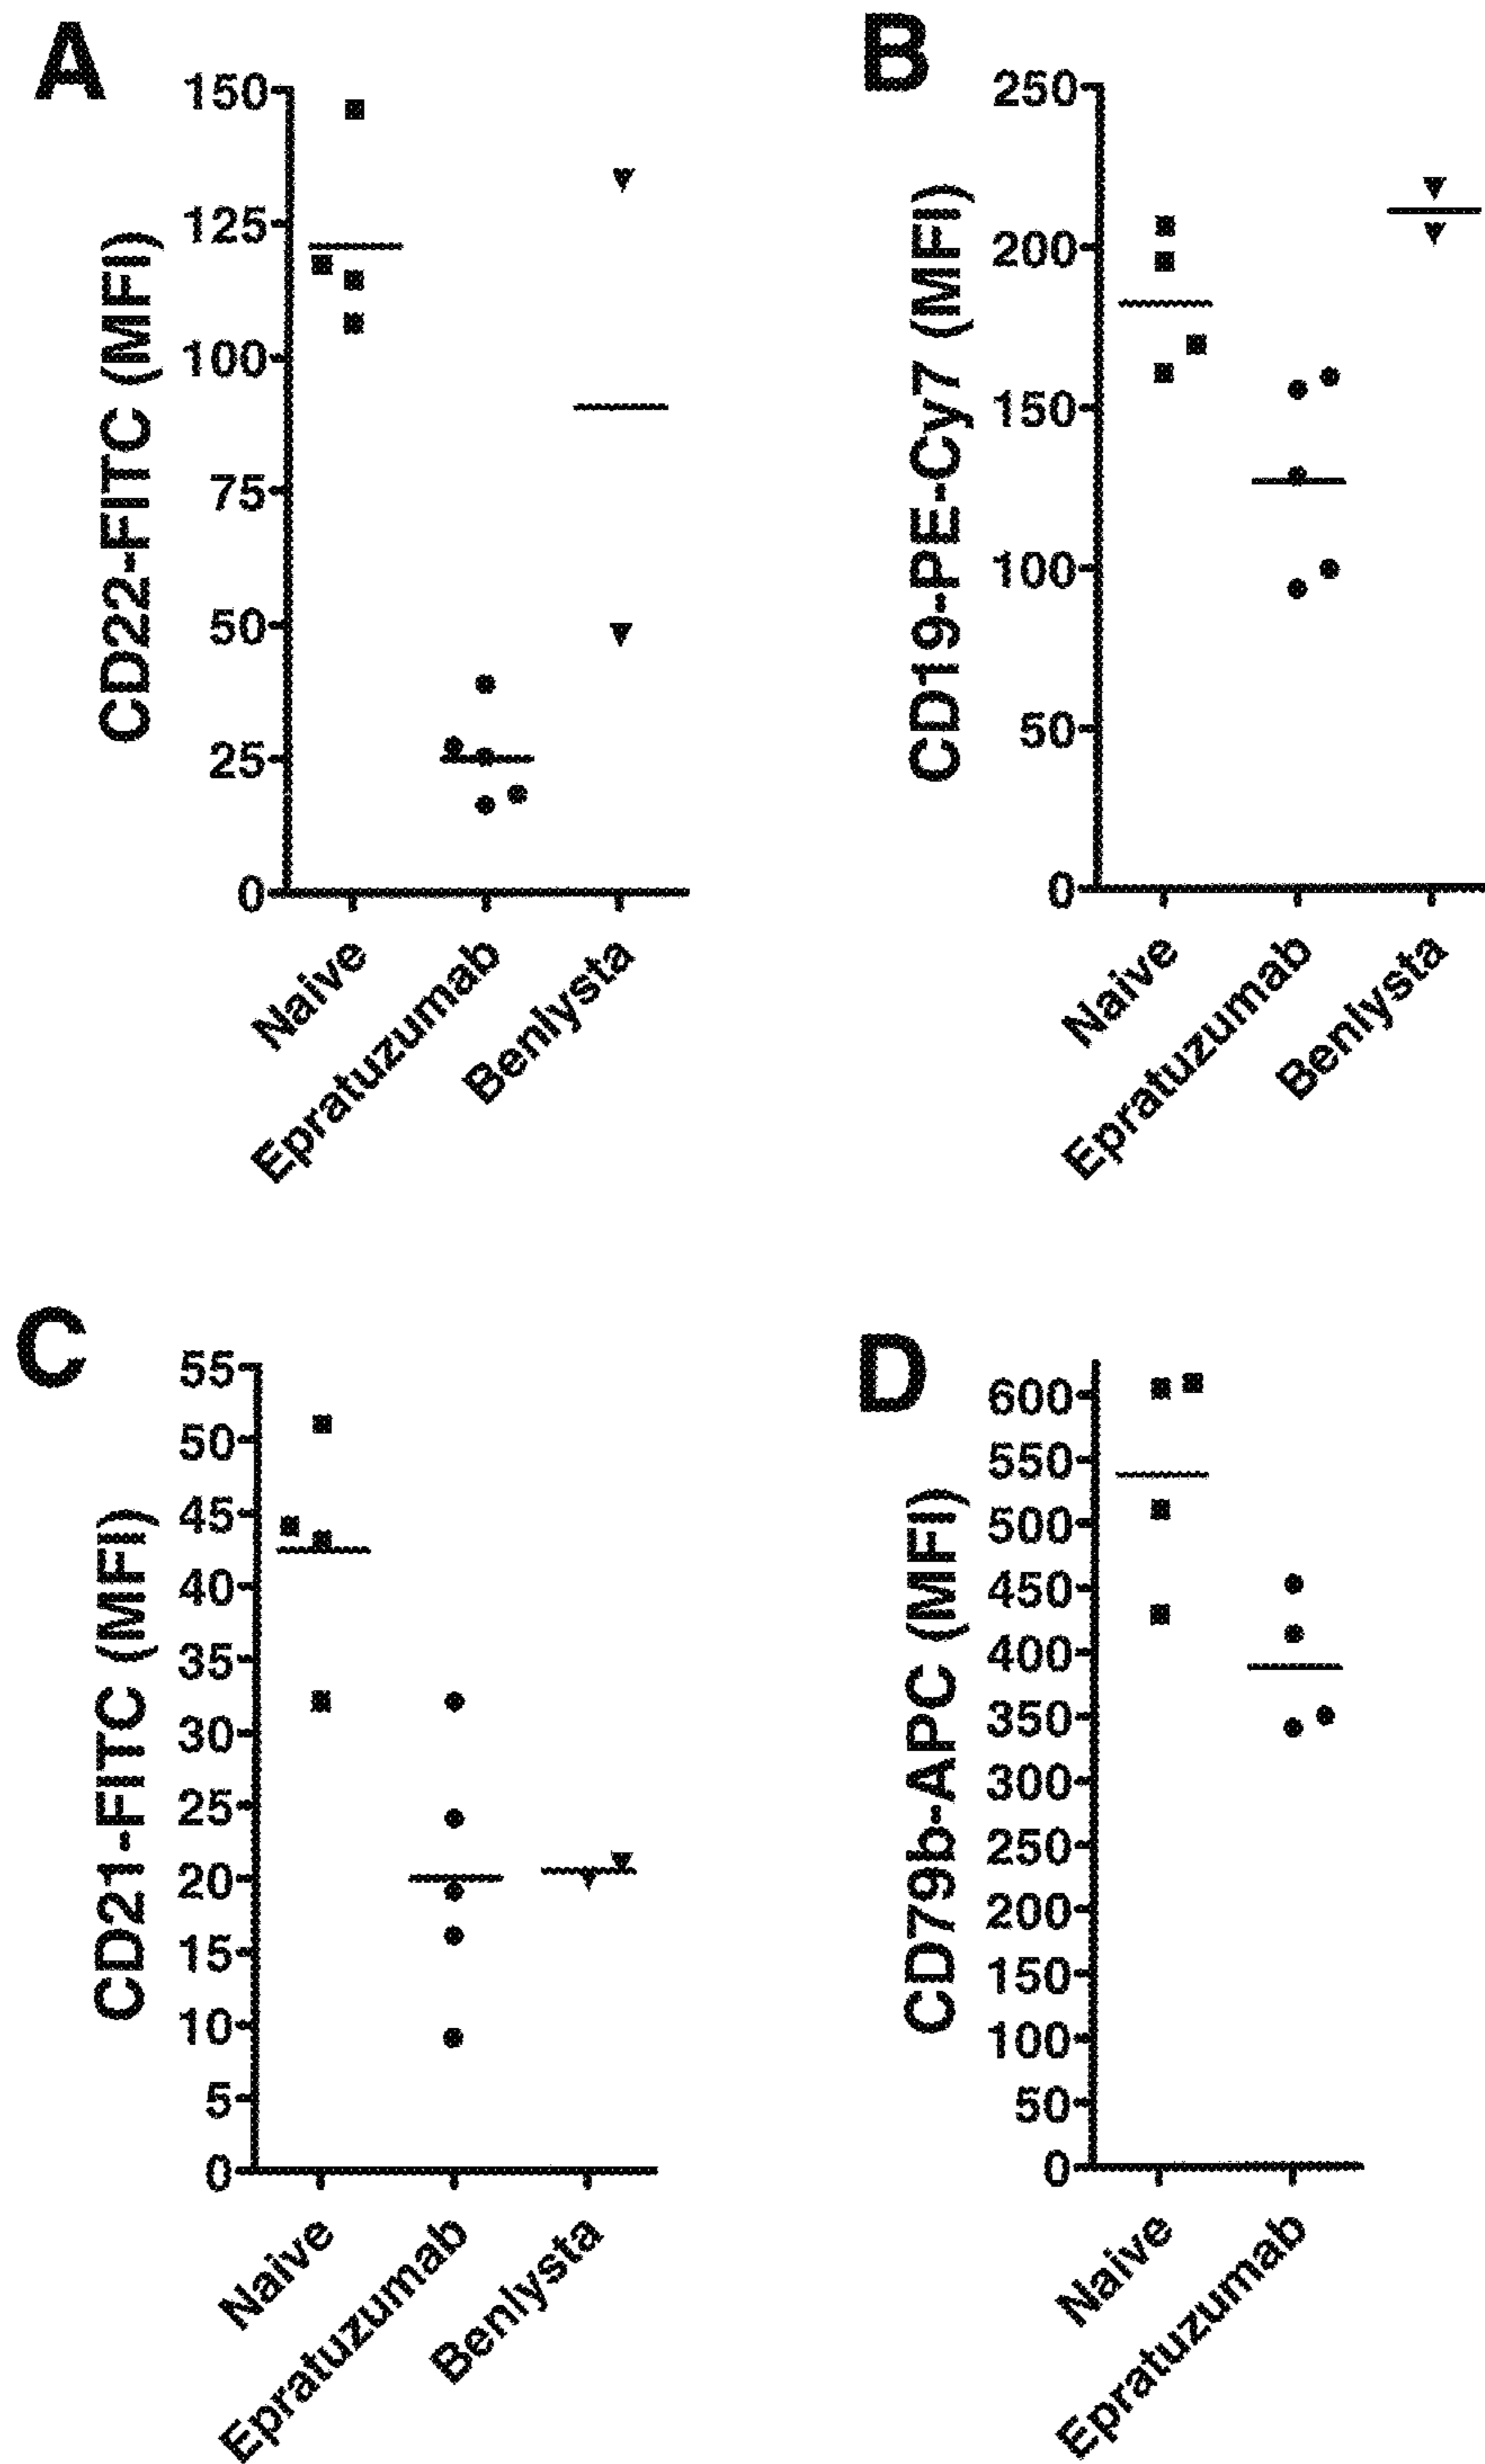 A
CD22-FITC (MFI)
150
125
100
75
50
25
0
Naive
Epratuzumab
Benlysta
B
CD19-PE-Cy7 (MFI)
250
200
150
100
50
0
Naive
Epratuzumab
Benlysta
C
CD21-FITC (MFI)
55
50
45
40
35
30
25
20
15
10
5
0
Naive
Epratuzumab
Benlysta
D
CD79b-APC (MFI)
600
550
500
450
400
350
300
250
200
150
100
50
0
Naive
Epratuzumab